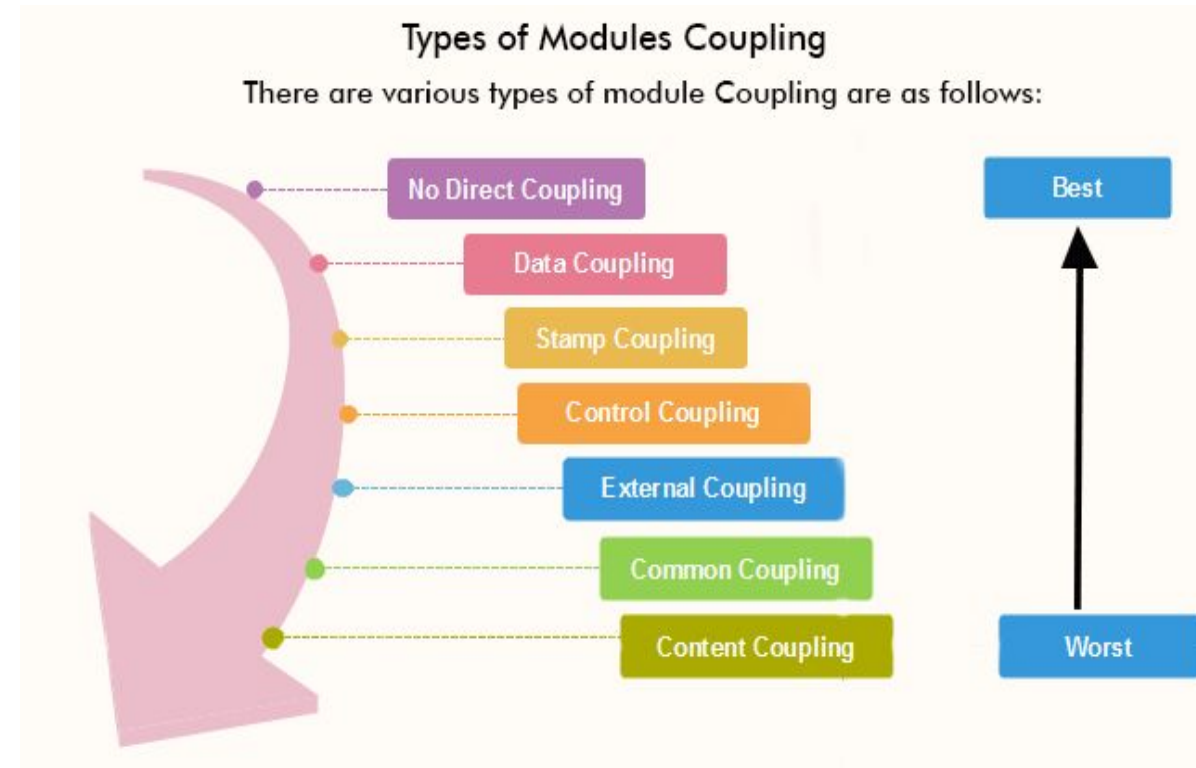 Types of Modules Coupling
There are various types of module Coupling are as follows:
No Direct Coupling
Best
Data Coupling
Stamp Coupling
Control Coupling
External Coupling
Common Coupling
Content Coupling
Worst